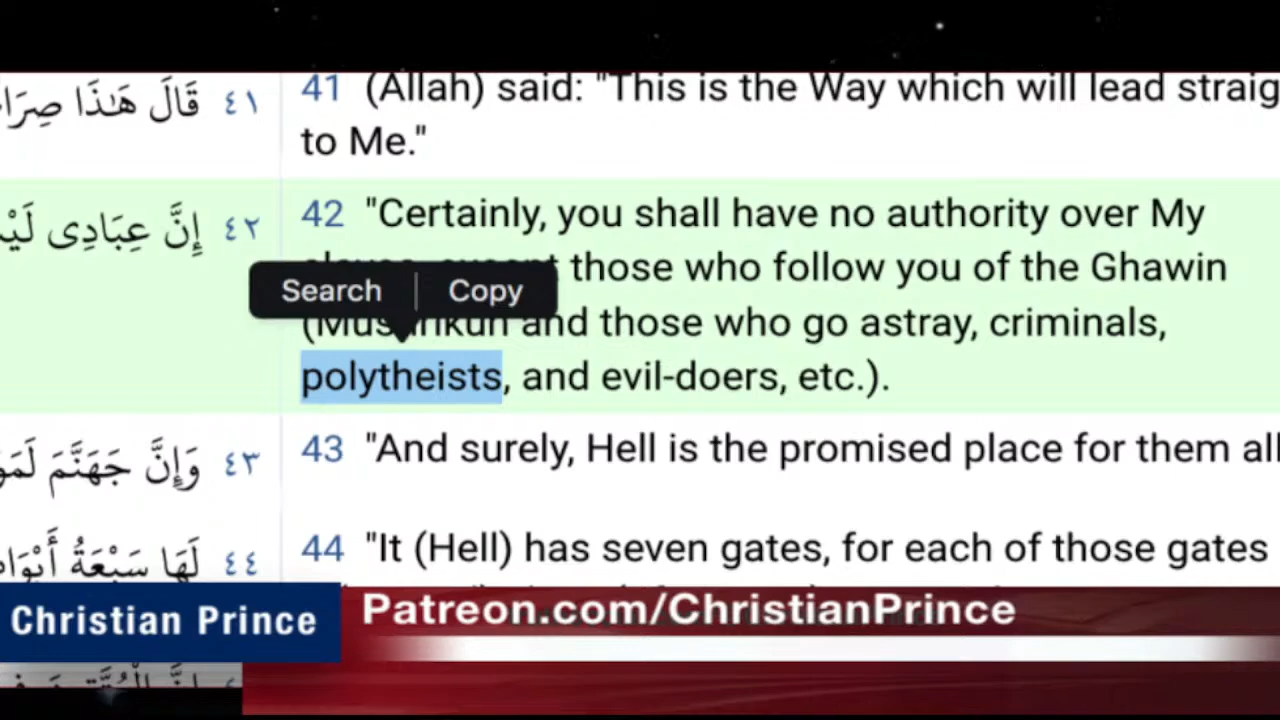 ٤١ قَالَ هَـٰذَا
41 (Allah) said: "This is the Way which will lead
to Me."
٤٢ إِنَّ عِبَادِى
42 "Certainly, you shall have no authority over My
those who follow you of the Ghawin
Search Copy
and those who go astray, criminals,
polytheists, and evil-doers, etc.).
٤٣ وَإِنَّ جَهَنَّمَ
43 "And surely, Hell is the promised place for them
٤٤ لَهَا سَبْعَةُ
44 "It (Hell) has seven gates, for each of those gates
Christian Prince
Patreon.com/ChristianPrince